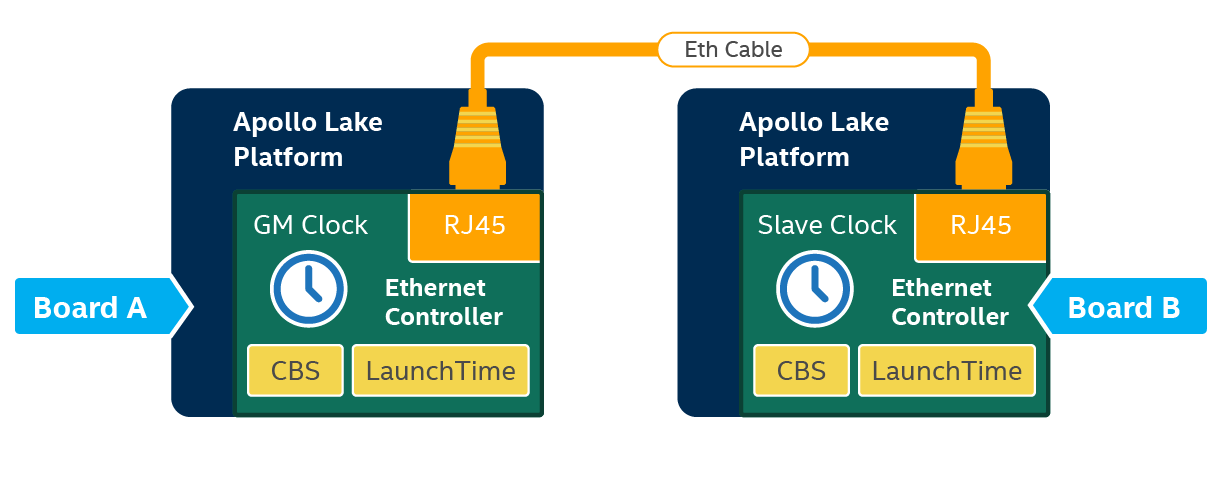 Eth Cable
Apollo Lake
Platform
GM Clock
RJ45
Ethernet
Controller
CBS
LaunchTime
Board A
Apollo Lake
Platform
Slave Clock
RJ45
Ethernet
Controller
CBS
LaunchTime
Board B